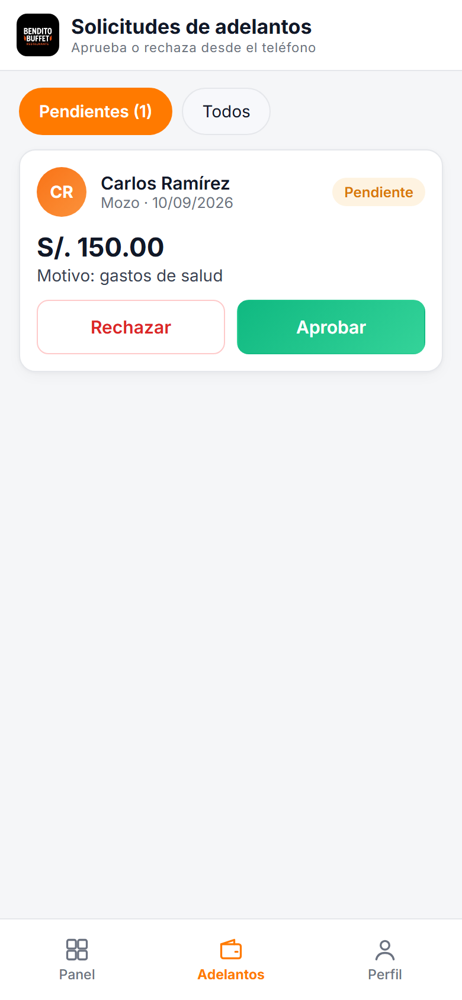 BENDITO
BUFFET
RESTAURANTE
Solicitudes de adelantos
Aprueba o rechaza desde el teléfono
Pendientes (1)
Todos
CR
Carlos Ramírez
Mozo · 10/09/2026
Pendiente
S/. 150.00
Motivo: gastos de salud
Rechazar
Aprobar
Panel
Adelantos
Perfil